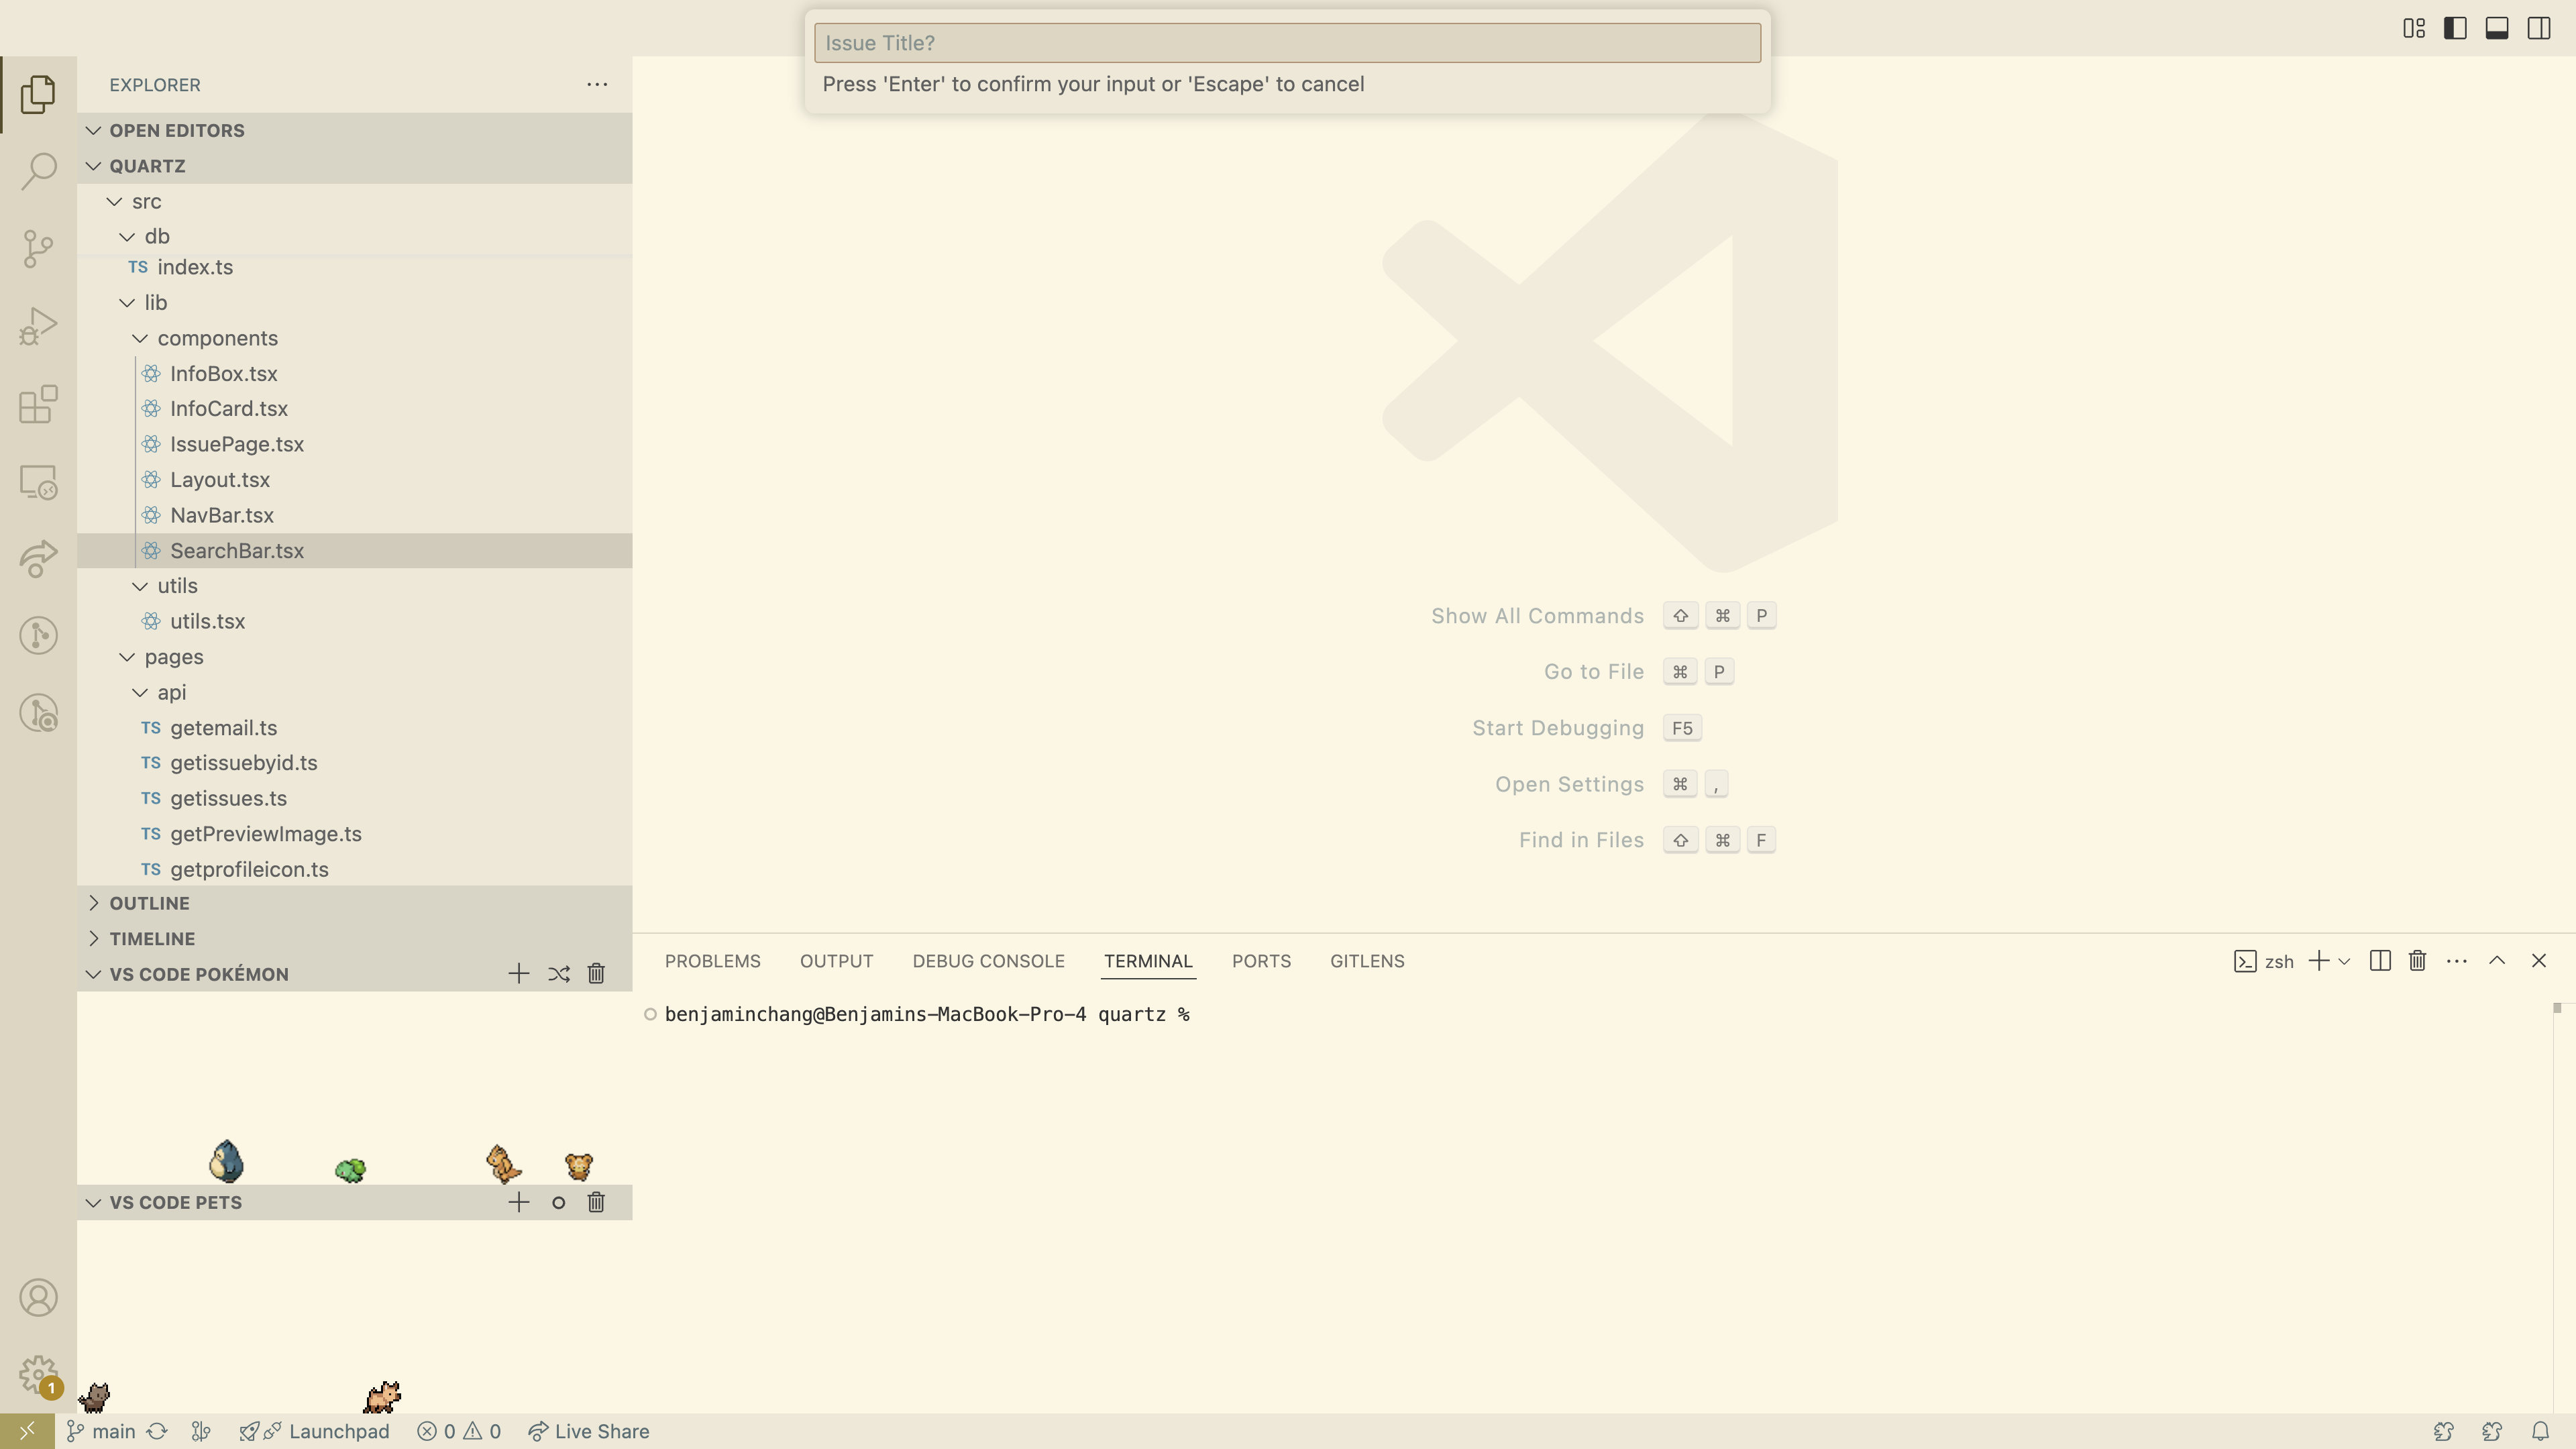 Issue Title?
Press 'Enter' to confirm your input or 'Escape' to cancel
EXPLORER
OPEN EDITORS
QUARTZ
src
db
TS index.ts
lib
components
InfoBox.tsx
InfoCard.tsx
IssuePage.tsx
Layout.tsx
NavBar.tsx
SearchBar.tsx
utils
utils.tsx
pages
api
TS getemail.ts
TS getissuebyid.ts
TS getissues.ts
TS getPreviewImage.ts
TS getprofileicon.ts
OUTLINE
TIMELINE
VS CODE POKÉMON
VS CODE PETS
Show All Commands ⇧ ⌘ P
Go to File ⌘ P
Start Debugging F5
Open Settings ⌘ ,
Find in Files ⇧ ⌘ F
PROBLEMS OUTPUT DEBUG CONSOLE TERMINAL PORTS GITLENS
zsh
benjaminchang@Benjamins-MacBook-Pro-4 quartz %
1
main Launchpad 0 0 Live Share